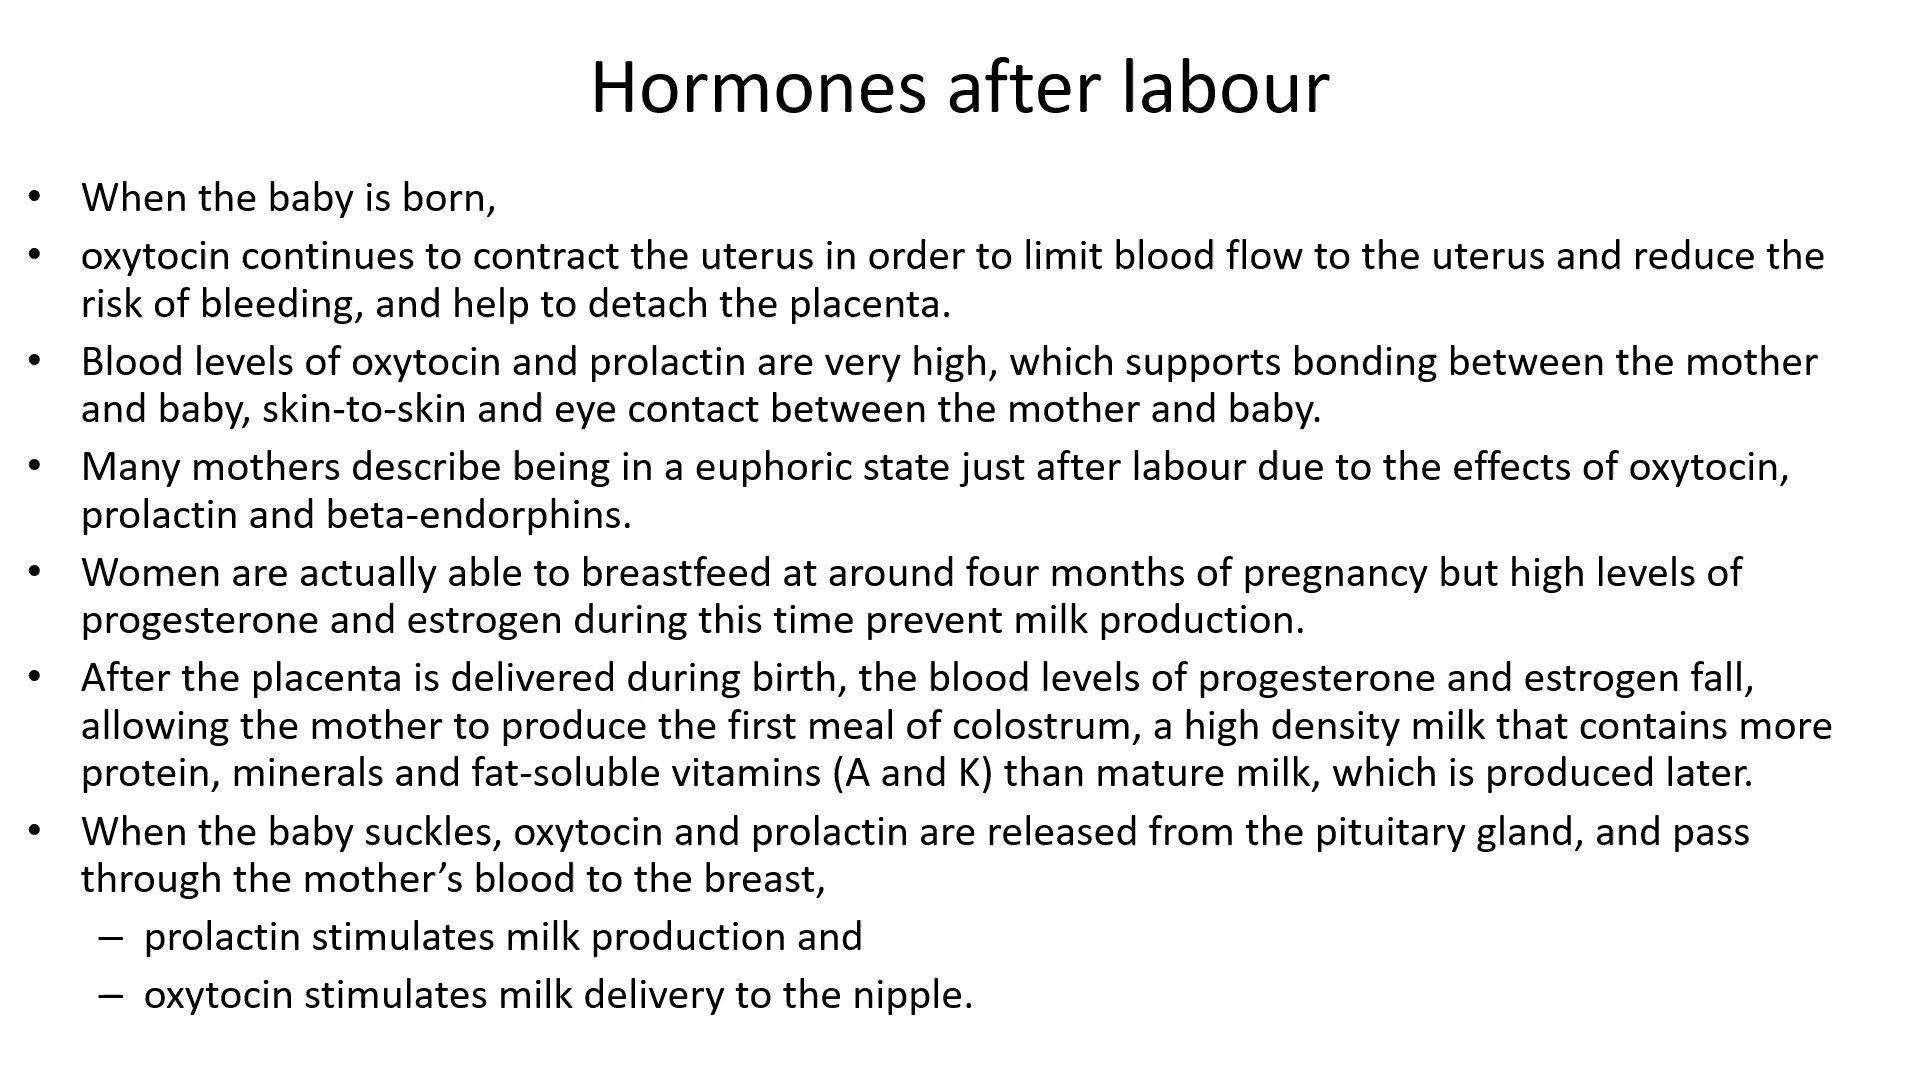 Hormones after labour
• When the baby is born,
• oxytocin continues to contract the uterus in order to limit blood flow to the uterus and reduce the
risk of bleeding, and help to detach the placenta.
• Blood levels of oxytocin and prolactin are very high, which supports bonding between the mother
and baby, skin-to-skin and eye contact between the mother and baby.
• Many mothers describe being in a euphoric state just after labour due to the effects of oxytocin,
prolactin and beta-endorphins.
• Women are actually able to breastfeed at around four months of pregnancy but high levels of
progesterone and estrogen during this time prevent milk production.
• After the placenta is delivered during birth, the blood levels of progesterone and estrogen fall,
allowing the mother to produce the first meal of colostrum, a high density milk that contains more
protein, minerals and fat-soluble vitamins (A and K) than mature milk, which is produced later.
• When the baby suckles, oxytocin and prolactin are released from the pituitary gland, and pass
through the mother’s blood to the breast,
– prolactin stimulates milk production and
– oxytocin stimulates milk delivery to the nipple.